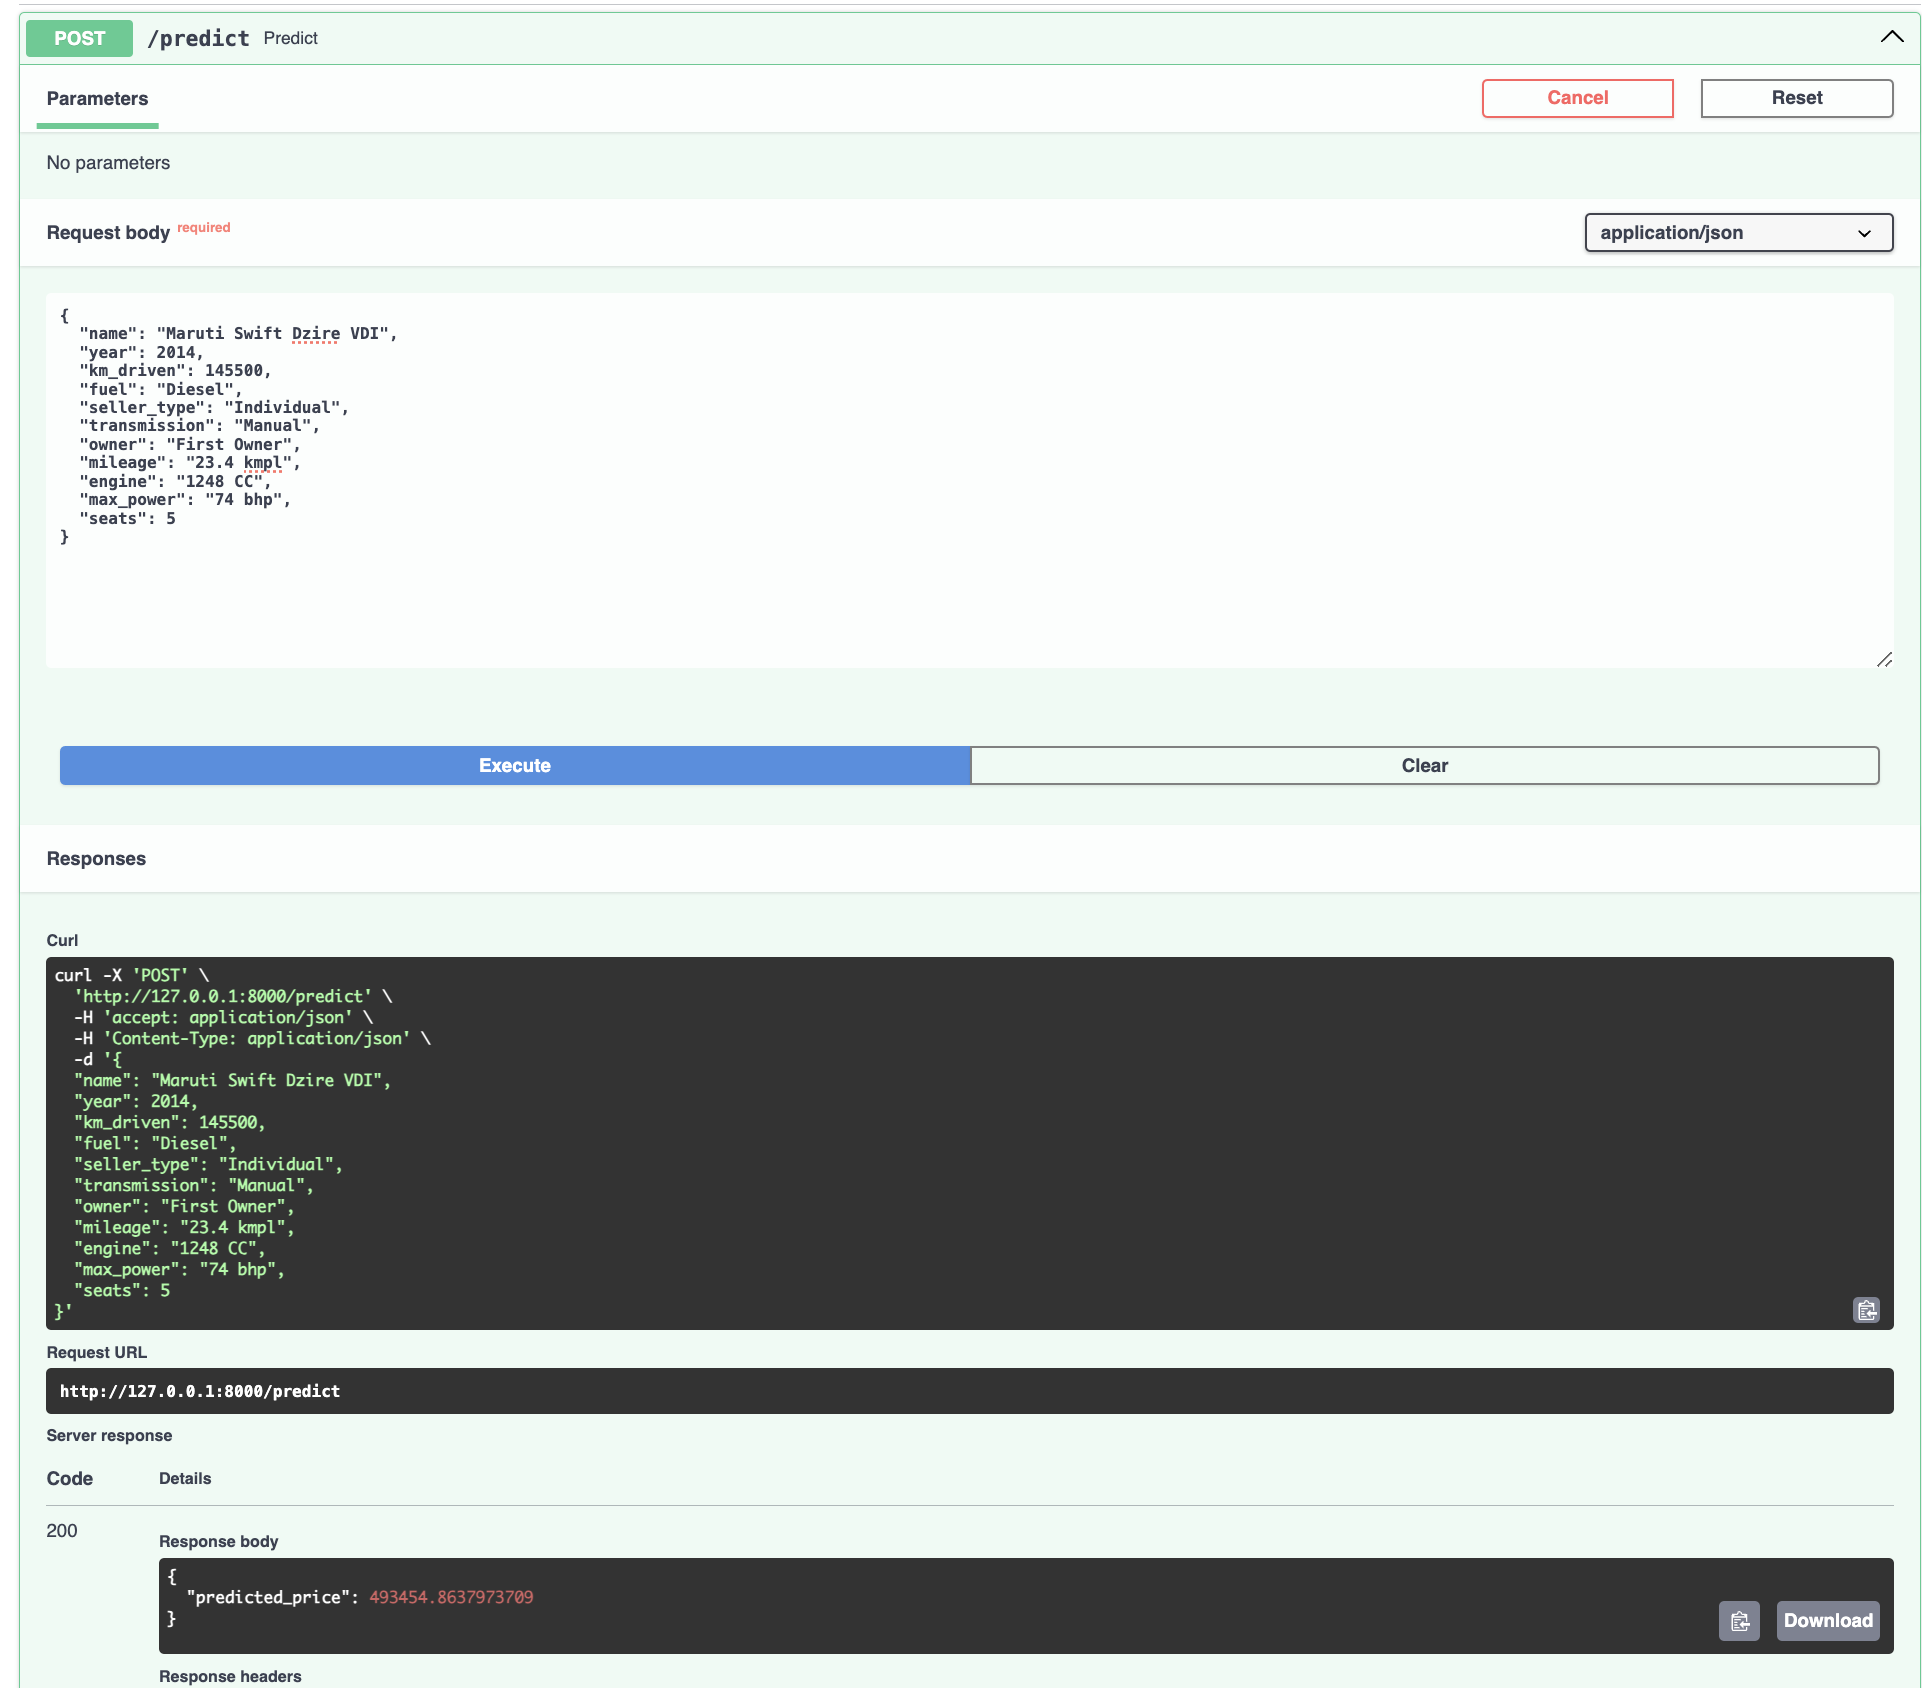 POST /predict Predict
Parameters
Cancel
Reset
No parameters
Request body required
application/json
{
  "name": "Maruti Swift Dzire VDI",
  "year": 2014,
  "km_driven": 145500,
  "fuel": "Diesel",
  "seller_type": "Individual",
  "transmission": "Manual",
  "owner": "First Owner",
  "mileage": "23.4 kmpl",
  "engine": "1248 CC",
  "max_power": "74 bhp",
  "seats": 5
}
Execute
Clear
Responses
Curl
curl -X 'POST' \
  'http://127.0.0.1:8000/predict' \
  -H 'accept: application/json' \
  -H 'Content-Type: application/json' \
  -d '{
  "name": "Maruti Swift Dzire VDI",
  "year": 2014,
  "km_driven": 145500,
  "fuel": "Diesel",
  "seller_type": "Individual",
  "transmission": "Manual",
  "owner": "First Owner",
  "mileage": "23.4 kmpl",
  "engine": "1248 CC",
  "max_power": "74 bhp",
  "seats": 5
}'
Request URL
http://127.0.0.1:8000/predict
Server response
Code Details
200
Response body
{
  "predicted_price": 493454.8637973709
}
Download
Response headers